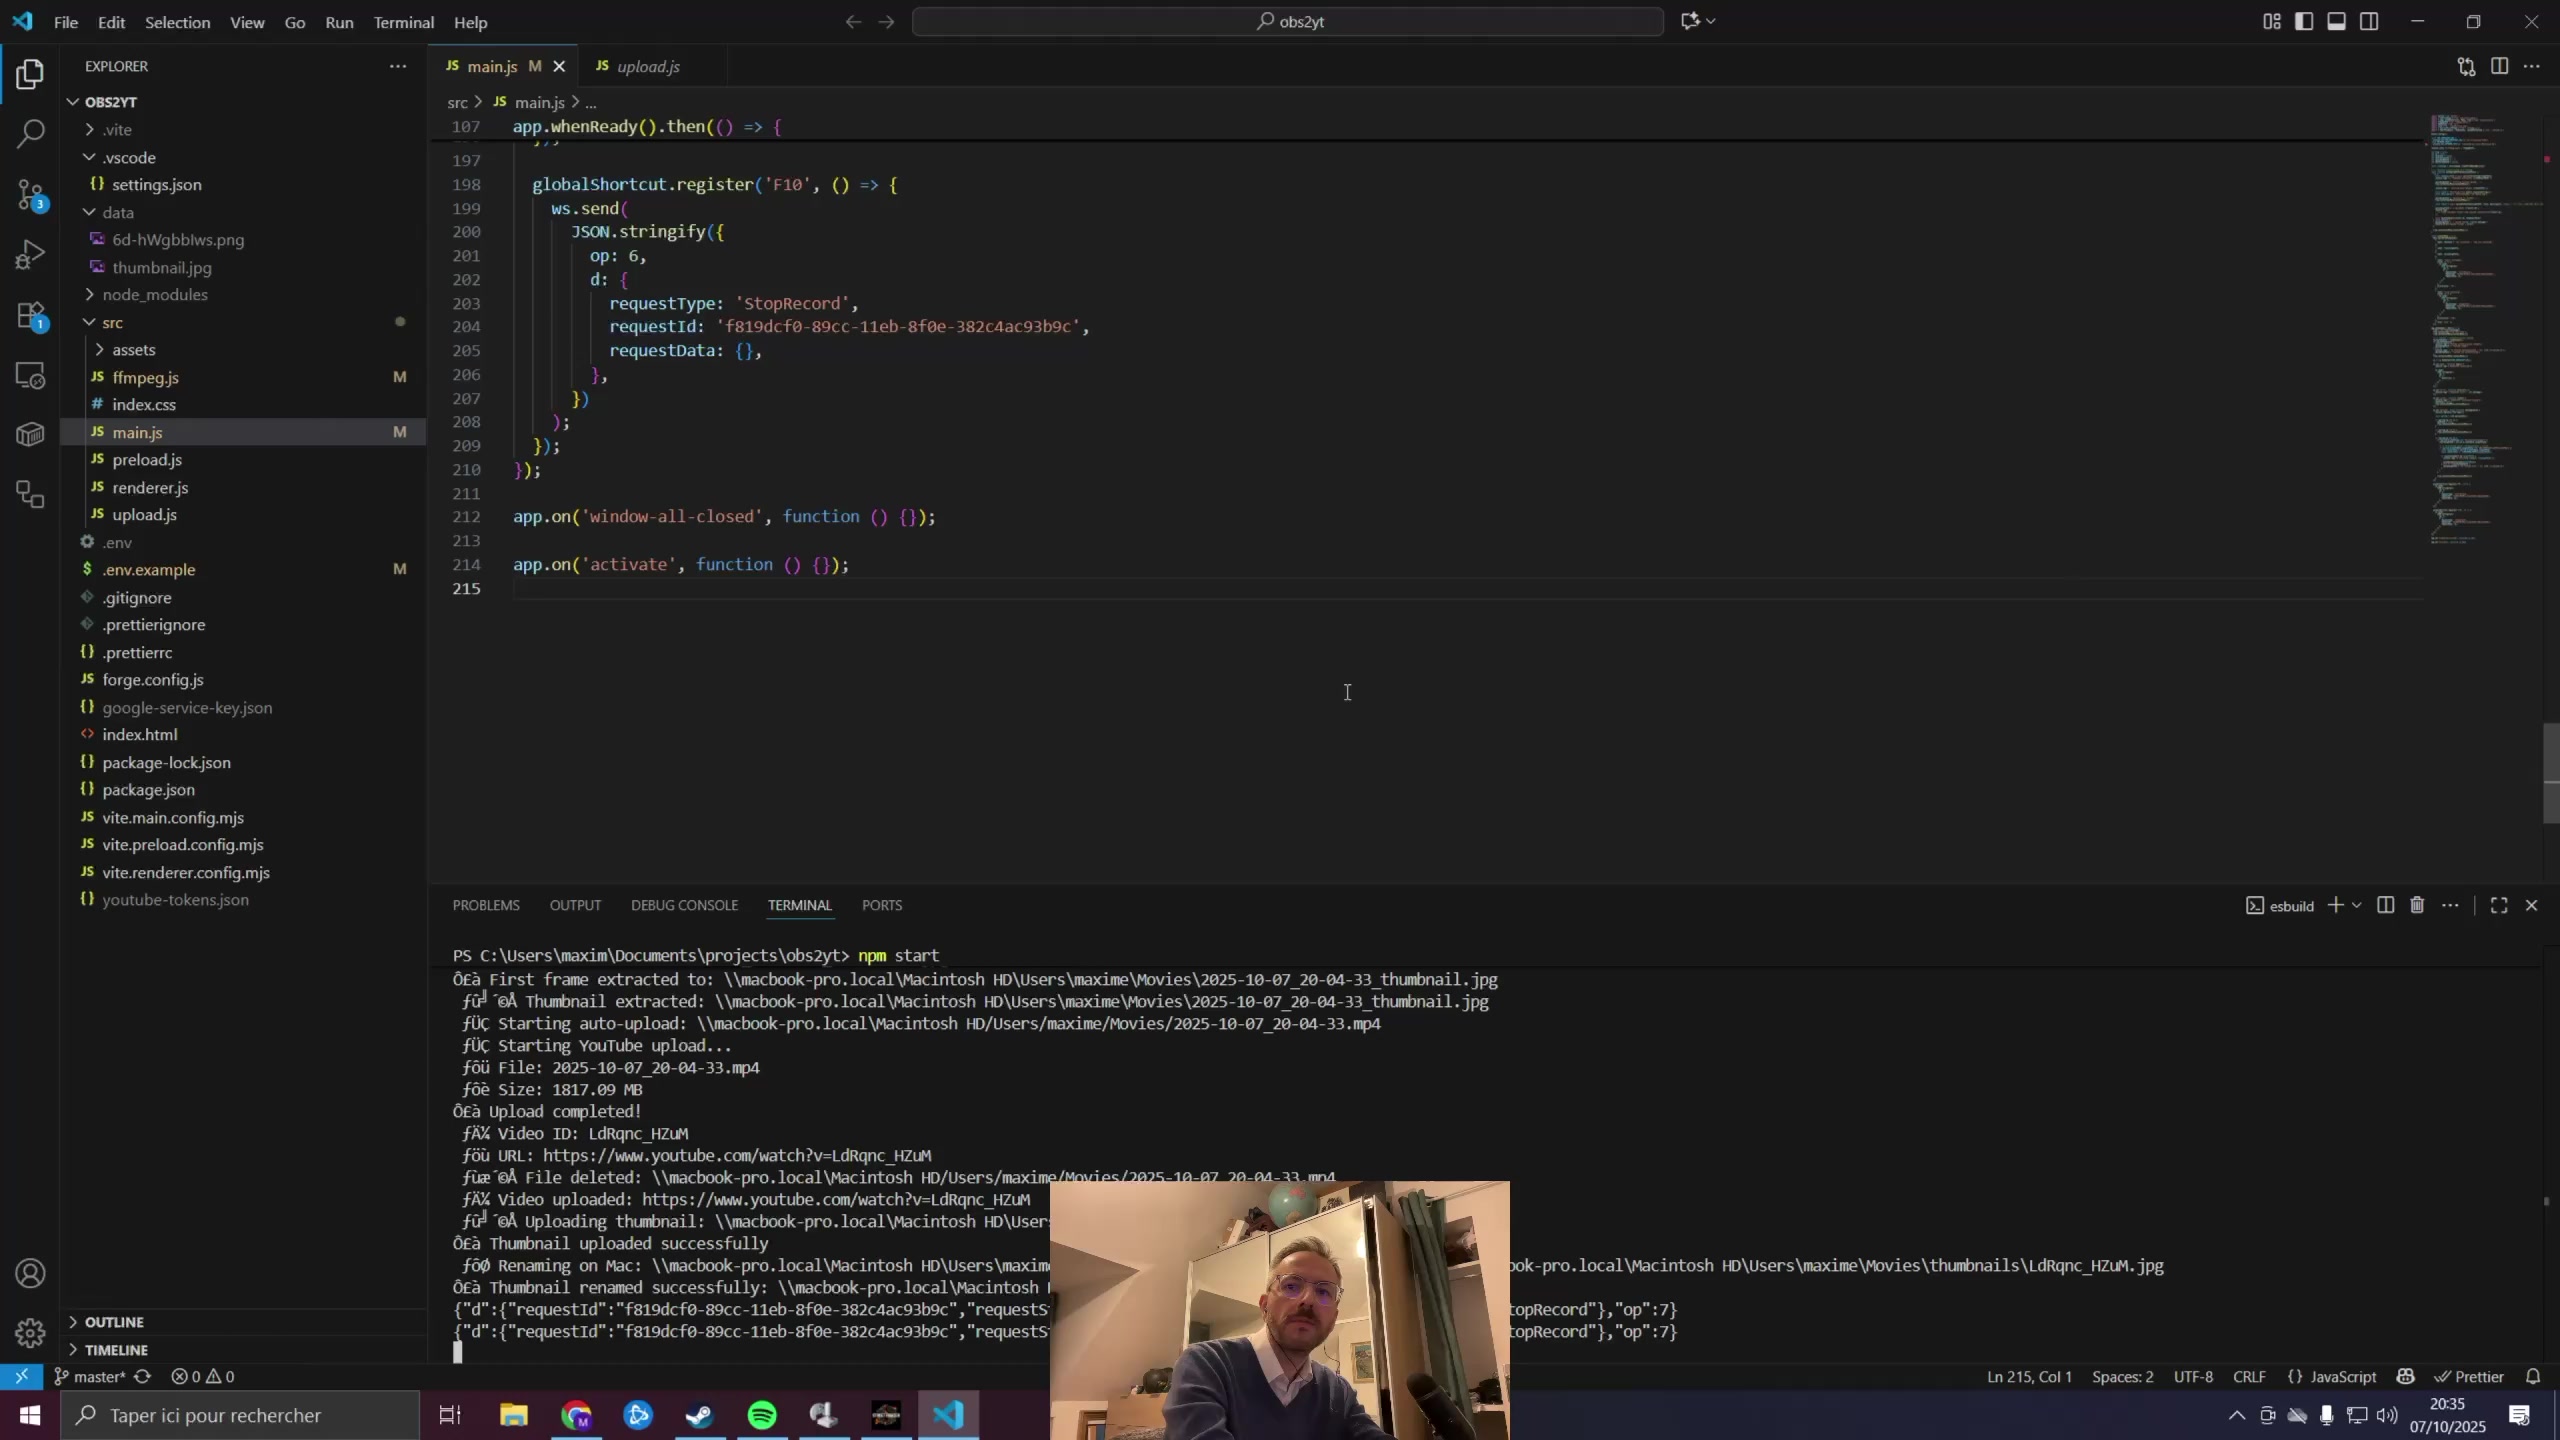 File Edit Selection View Go Run Terminal Help
obs2yt
EXPLORER
OBS2YT
.vite
.vscode
settings.json
data
6d-hWgbbIws.png
thumbnail.jpg
node_modules
src
assets
JS ffmpeg.js M
# index.css
JS main.js M
JS preload.js
JS renderer.js
JS upload.js
.env
$ .env.example M
.gitignore
.prettierignore
{} .prettierrc
JS forge.config.js
{} google-service-key.json
<> index.html
{} package-lock.json
{} package.json
JS vite.main.config.mjs
JS vite.preload.config.mjs
JS vite.renderer.config.mjs
{} youtube-tokens.json
OUTLINE
TIMELINE
3
1
JS main.js M
JS upload.js
src > JS main.js > ...
107 app.whenReady().then(() => {
197
198 globalShortcut.register('F10', () => {
199 ws.send(
200 JSON.stringify({
201 op: 6,
202 d: {
203 requestType: 'StopRecord',
204 requestId: 'f819dcf0-89cc-11eb-8f0e-382c4ac93b9c',
205 requestData: {},
206 },
207 })
208 );
209 });
210 });
211
212 app.on('window-all-closed', function () {});
213
214 app.on('activate', function () {});
215
PROBLEMS OUTPUT DEBUG CONSOLE TERMINAL PORTS
esbuild
PS C:\Users\maxim\Documents\projects\obs2yt> npm start
Ô£à First frame extracted to: \\macbook-pro.local\Macintosh HD\Users\maxime\Movies\2025-10-07_20-04-33_thumbnail.jpg
Thumbnail extracted: \\macbook-pro.local\Macintosh HD\Users\maxime\Movies\2025-10-07_20-04-33_thumbnail.jpg
ƒÜÇ Starting auto-upload: \\macbook-pro.local\Macintosh HD/Users/maxime/Movies/2025-10-07_20-04-33.mp4
ƒÜÇ Starting YouTube upload...
ƒôü File: 2025-10-07_20-04-33.mp4
ƒôè Size: 1817.09 MB
Ô£à Upload completed!
ƒÄ¼ Video ID: LdRqnc_HZuM
ƒöù URL: https://www.youtube.com/watch?v=LdRqnc_HZuM
File deleted: \\macbook-pro.local\Macintosh HD/Users/maxime/Movies/2025-10-07_20-04-33.mp4
ƒÄ¼ Video uploaded: https://www.youtube.com/watch?v=LdRqnc_HZuM
Uploading thumbnail: \\macbook-pro.local\Macintosh HD\Users
Ô£à Thumbnail uploaded successfully
Renaming on Mac: \\macbook-pro.local\Macintosh HD\Users\maxime ook-pro.local\Macintosh HD\Users\maxime\Movies\thumbnails\LdRqnc_HZuM.jpg
Ô£à Thumbnail renamed successfully: \\macbook-pro.local\Macintosh
{"d":{"requestId":"f819dcf0-89cc-11eb-8f0e-382c4ac93b9c","requestS topRecord"},"op":7}
{"d":{"requestId":"f819dcf0-89cc-11eb-8f0e-382c4ac93b9c","requestS topRecord"},"op":7}
master* 0 0 Ln 215, Col 1 Spaces: 2 UTF-8 CRLF {} JavaScript Prettier
Taper ici pour rechercher
20:35
07/10/2025